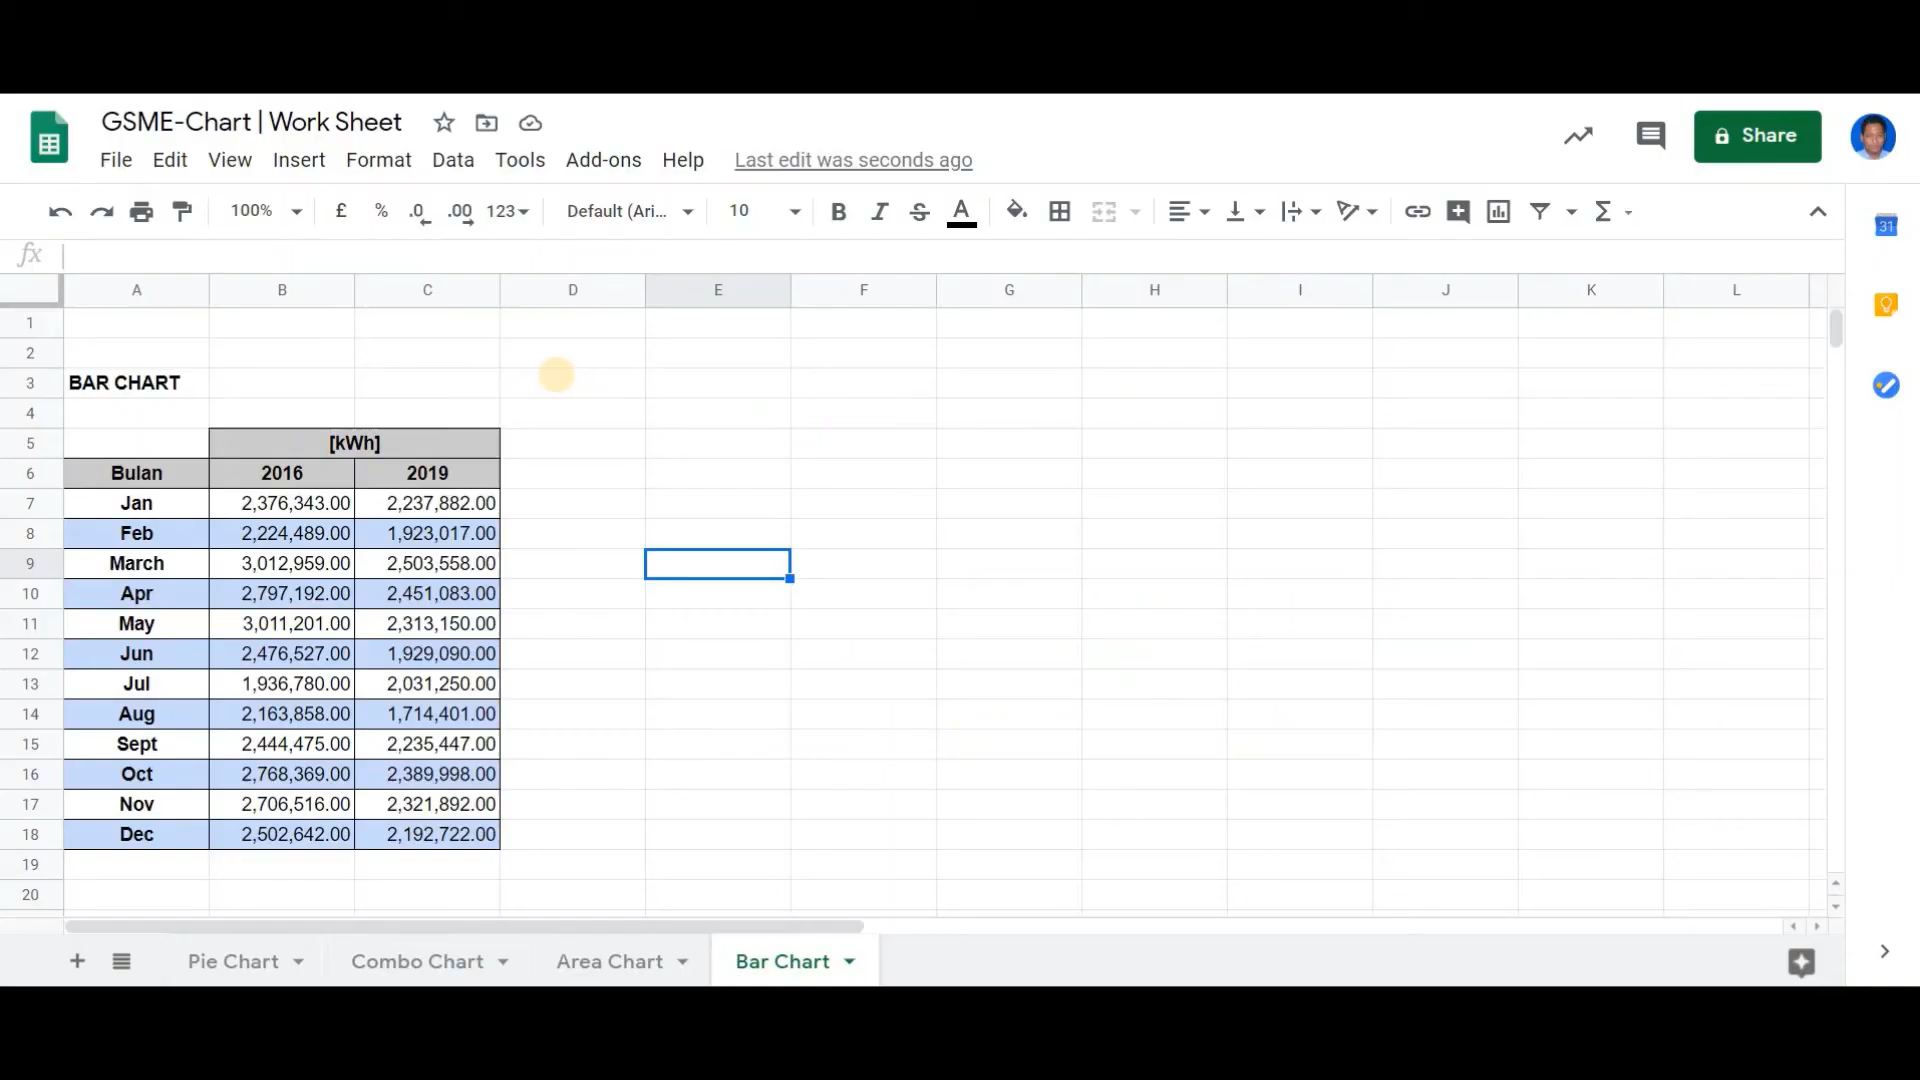 GSME-Chart | Work Sheet
Share
File Edit View Insert Format Data Tools Add-ons Help Last edit was seconds ago
100% £ % .0 .00 123 Default (Ari... 10 B I S A Σ
31
fx
A B C D E F G H I J K L
1
2
3 BAR CHART
4
5 [kWh]
6 Bulan 2016 2019
7 Jan 2,376,343.00 2,237,882.00
8 Feb 2,224,489.00 1,923,017.00
9 March 3,012,959.00 2,503,558.00
10 Apr 2,797,192.00 2,451,083.00
11 May 3,011,201.00 2,313,150.00
12 Jun 2,476,527.00 1,929,090.00
13 Jul 1,936,780.00 2,031,250.00
14 Aug 2,163,858.00 1,714,401.00
15 Sept 2,444,475.00 2,235,447.00
16 Oct 2,768,369.00 2,389,998.00
17 Nov 2,706,516.00 2,321,892.00
18 Dec 2,502,642.00 2,192,722.00
19
20
Pie Chart Combo Chart Area Chart Bar Chart